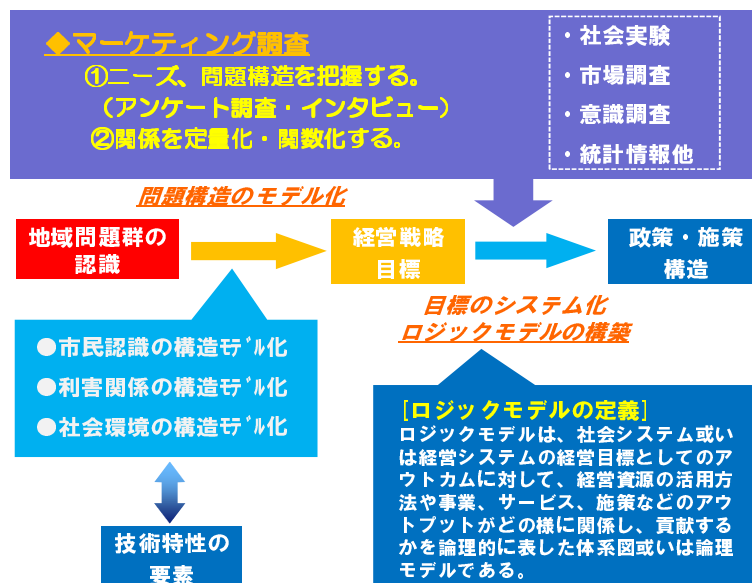 ◆マーケティング調査
①ニーズ、問題構造を把握する。
（アンケート調査・インタビュー）
②関係を定量化・関数化する。
・社会実験
・市場調査
・意識調査
・統計情報他
問題構造のモデル化
地域問題群の
認識
経営戦略
目標
政策・施策
構造
目標のシステム化
ロジックモデルの構築
●市民認識の構造ﾓﾃﾞﾙ化
●利害関係の構造ﾓﾃﾞﾙ化
●社会環境の構造ﾓﾃﾞﾙ化
技術特性の
要素
[ロジックモデルの定義]
ロジックモデルは、社会システム或い
は経営システムの経営目標としてのア
ウトカムに対して、経営資源の活用方
法や事業、サービス、施策などのアウ
トプットがどの様に関係し、貢献する
かを論理的に表した体系図或いは論理
モデルである。